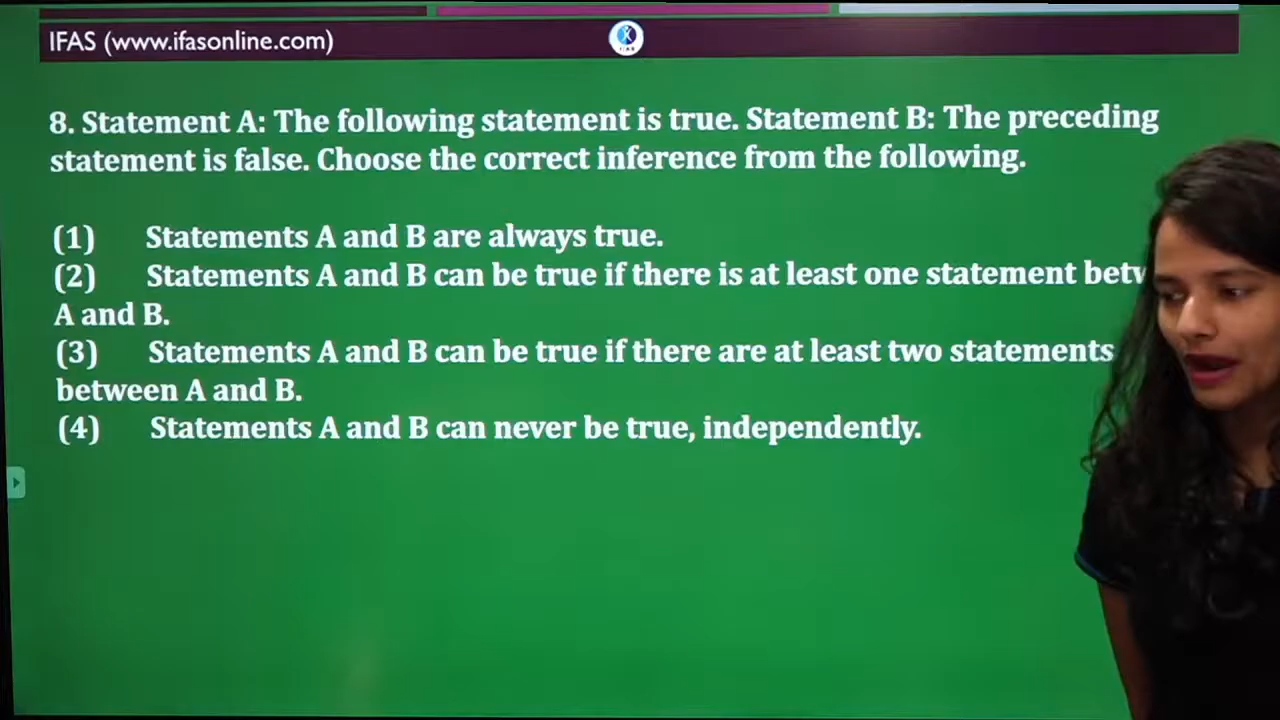 IFAS (www.ifasonline.com)
8. Statement A: The following statement is true. Statement B: The preceding
statement is false. Choose the correct inference from the following.
(1) Statements A and B are always true.
(2) Statements A and B can be true if there is at least one statement
A and B.
(3) Statements A and B can be true if there are at least two statements
between A and B.
(4) Statements A and B can never be true, independently.